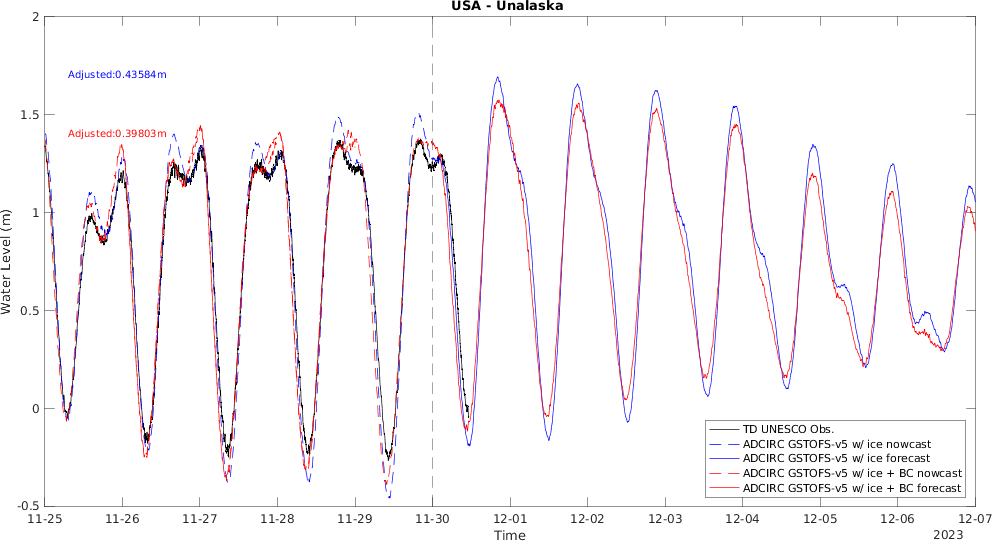 USA - Unalaska
Adjusted:0.43584m
Adjusted:0.39803m
Water Level (m)
2
1.5
1
0.5
0
-0.5
TD UNESCO Obs.
ADCIRC GSTOFS-v5 w/ ice nowcast
ADCIRC GSTOFS-v5 w/ ice forecast
ADCIRC GSTOFS-v5 w/ ice + BC nowcast
ADCIRC GSTOFS-v5 w/ ice + BC forecast
11-25 11-26 11-27 11-28 11-29 11-30 12-01 12-02 12-03 12-04 12-05 12-06 12-07
Time
2023